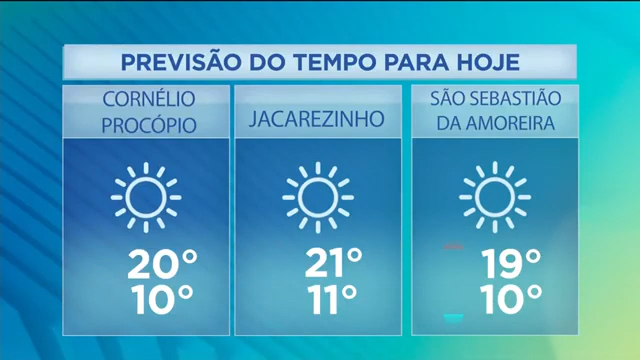 PREVISÃO DO TEMPO PARA HOJE
CORNÉLIO
PROCÓPIO
20°
10°
JACAREZINHO
21°
11°
SÃO SEBASTIÃO
DA AMOREIRA
19°
10°